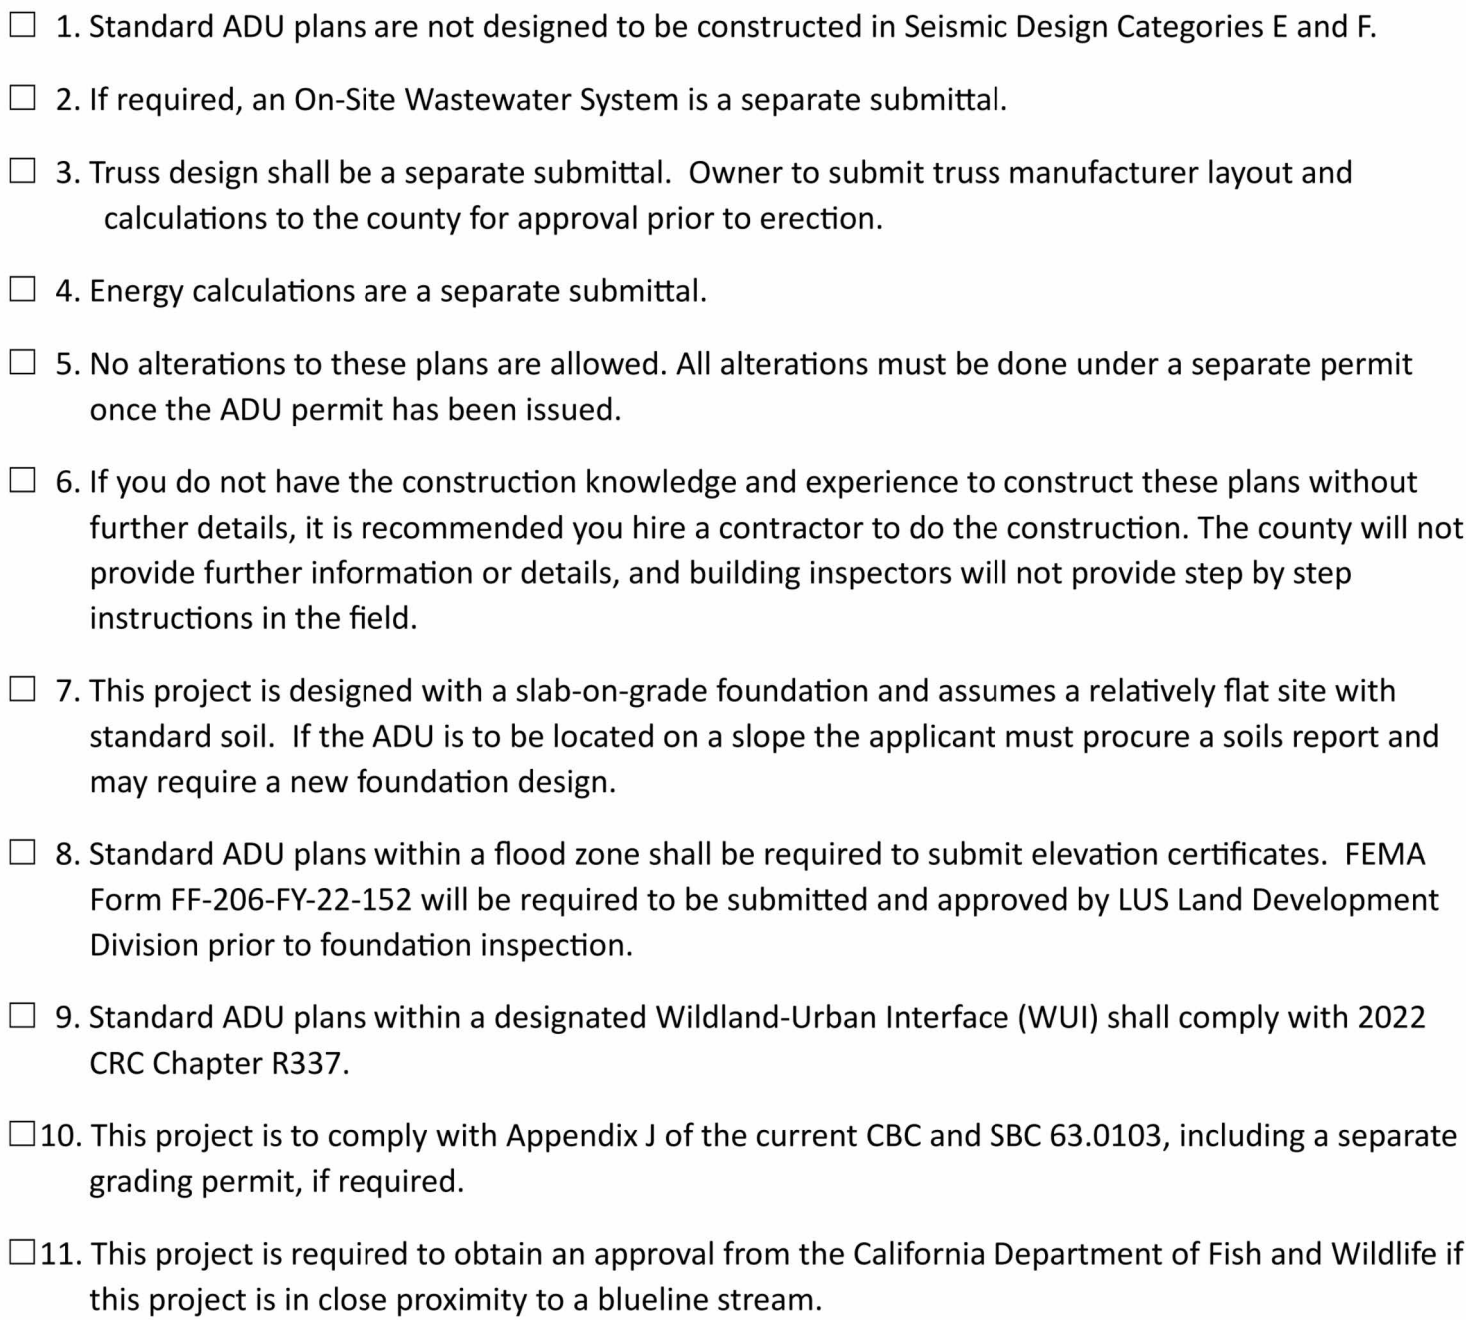 ☐ 1. Standard ADU plans are not designed to be constructed in Seismic Design Categories E and F.
☐ 2. If required, an On-Site Wastewater System is a separate submittal.
☐ 3. Truss design shall be a separate submittal.  Owner to submit truss manufacturer layout and
calculations to the county for approval prior to erection.
☐ 4. Energy calculations are a separate submittal.
☐ 5. No alterations to these plans are allowed. All alterations must be done under a separate permit
once the ADU permit has been issued.
☐ 6. If you do not have the construction knowledge and experience to construct these plans without
further details, it is recommended you hire a contractor to do the construction. The county will not
provide further information or details, and building inspectors will not provide step by step
instructions in the field.
☐ 7. This project is designed with a slab-on-grade foundation and assumes a relatively flat site with
standard soil.  If the ADU is to be located on a slope the applicant must procure a soils report and
may require a new foundation design.
☐ 8. Standard ADU plans within a flood zone shall be required to submit elevation certificates.  FEMA
Form FF-206-FY-22-152 will be required to be submitted and approved by LUS Land Development
Division prior to foundation inspection.
☐ 9. Standard ADU plans within a designated Wildland-Urban Interface (WUI) shall comply with 2022
CRC Chapter R337.
☐10. This project is to comply with Appendix J of the current CBC and SBC 63.0103, including a separate
grading permit, if required.
☐11. This project is required to obtain an approval from the California Department of Fish and Wildlife if
this project is in close proximity to a blueline stream.